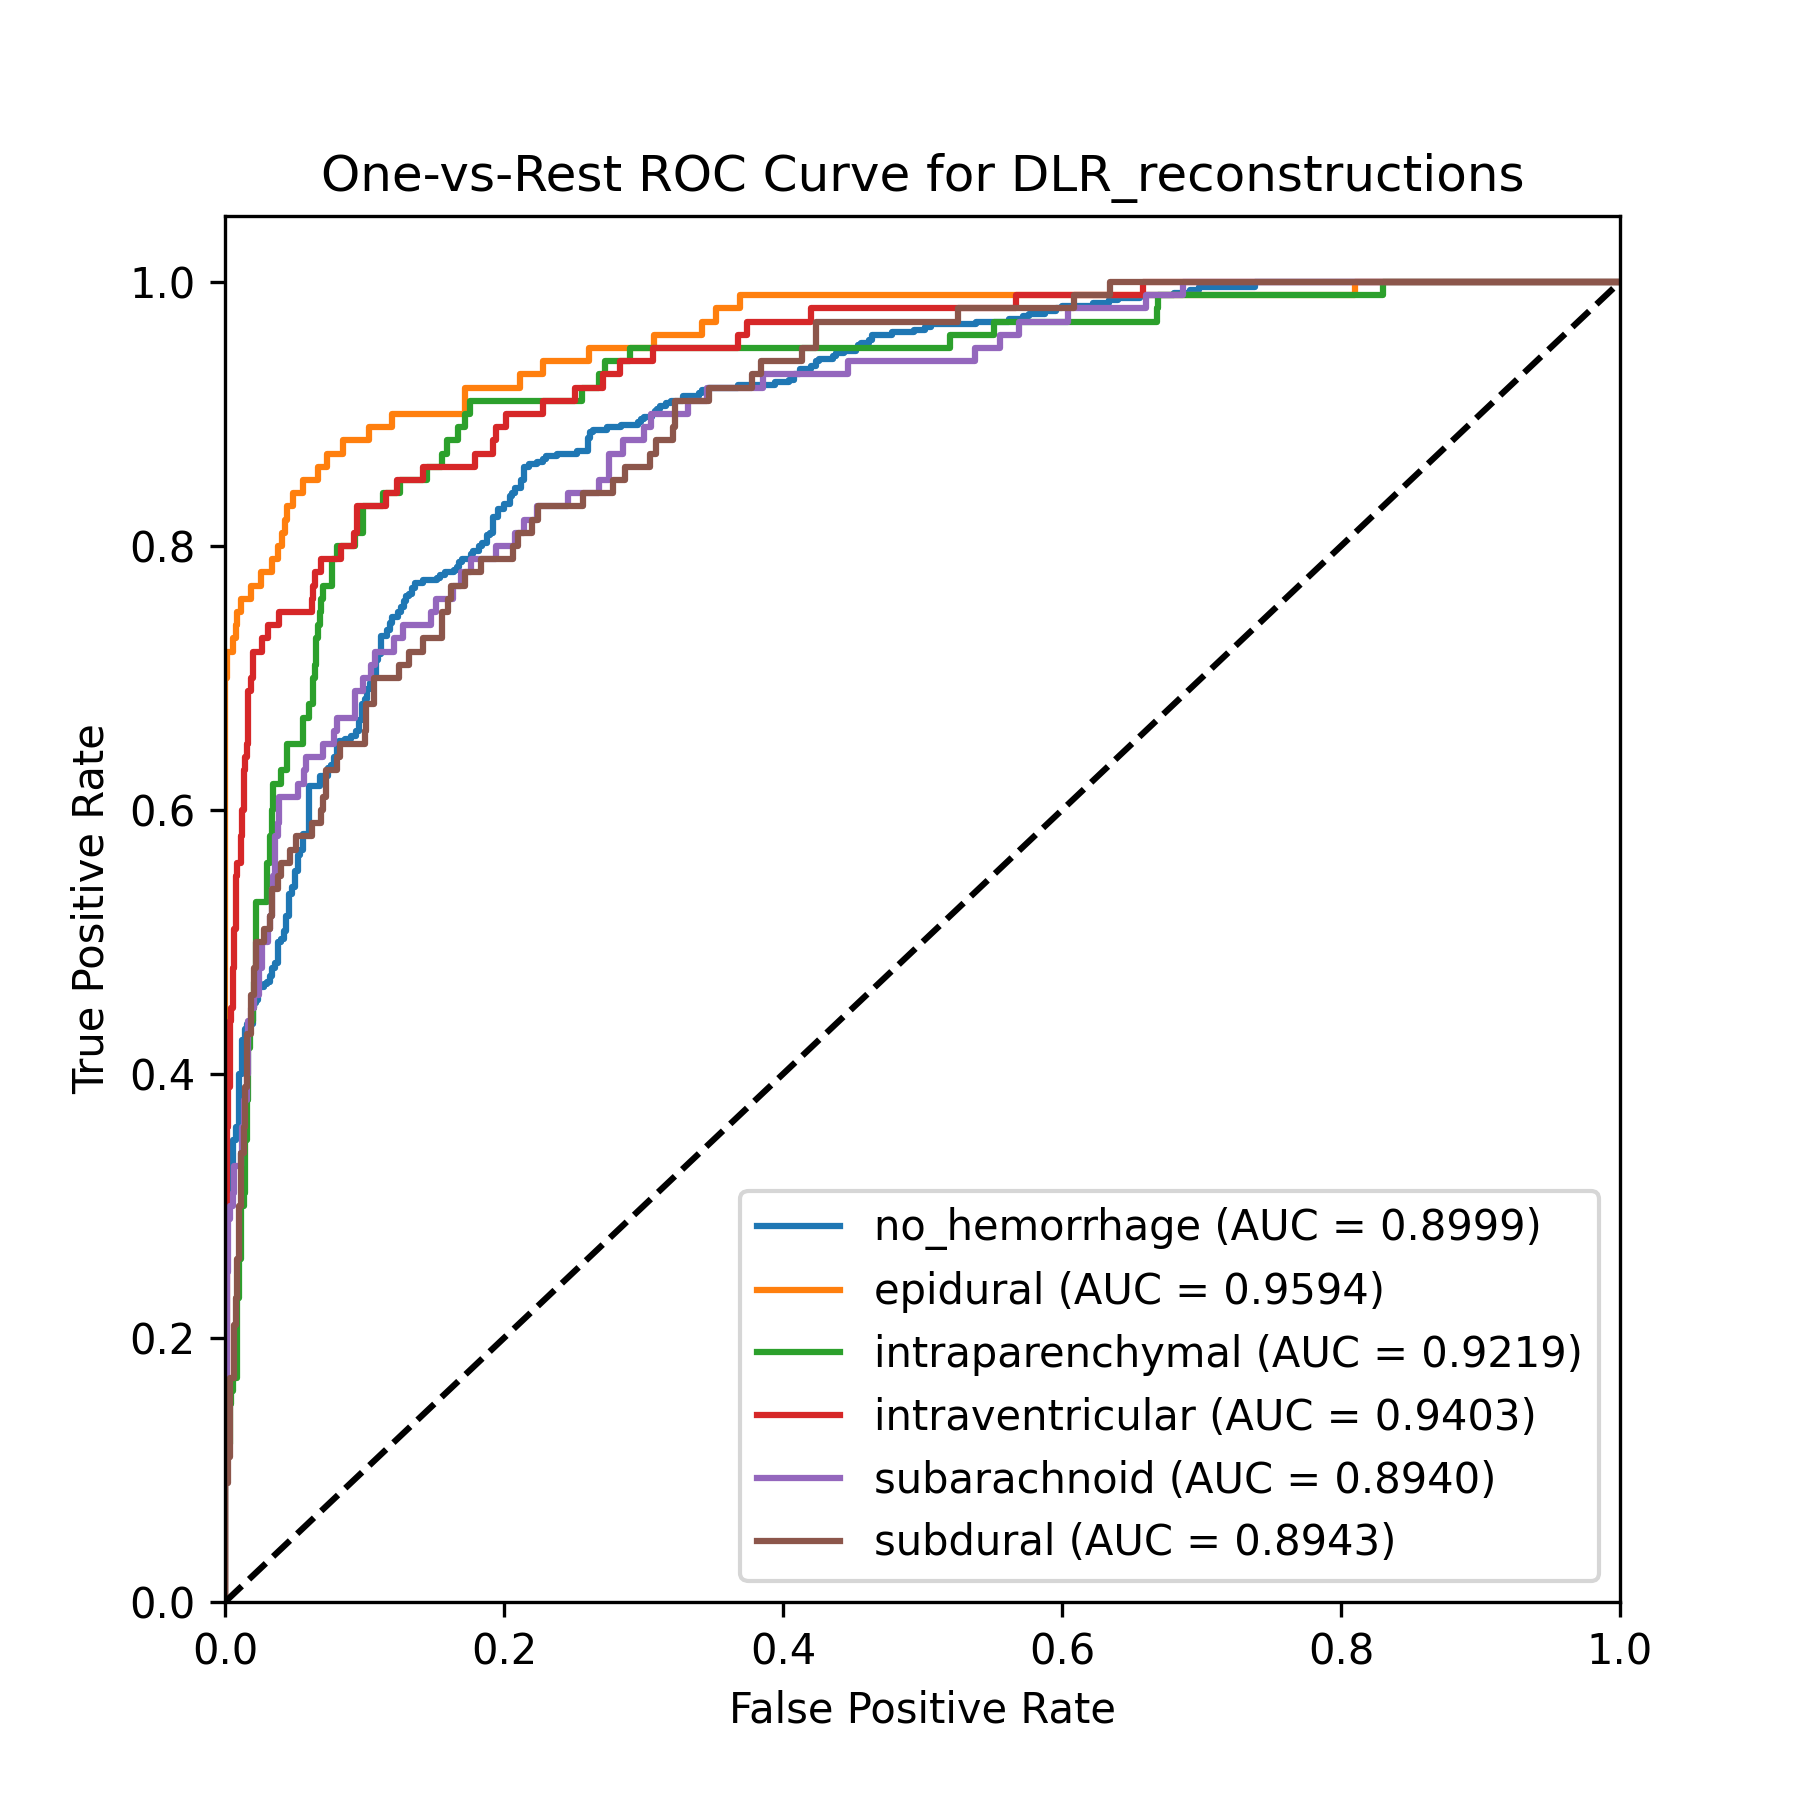 One-vs-Rest ROC Curve for DLR_reconstructions
True Positive Rate
1.0
0.8
0.6
0.4
0.2
0.0
no_hemorrhage (AUC = 0.8999)
epidural (AUC = 0.9594)
intraparenchymal (AUC = 0.9219)
intraventricular (AUC = 0.9403)
subarachnoid (AUC = 0.8940)
subdural (AUC = 0.8943)
0.0 0.2 0.4 0.6 0.8 1.0
False Positive Rate